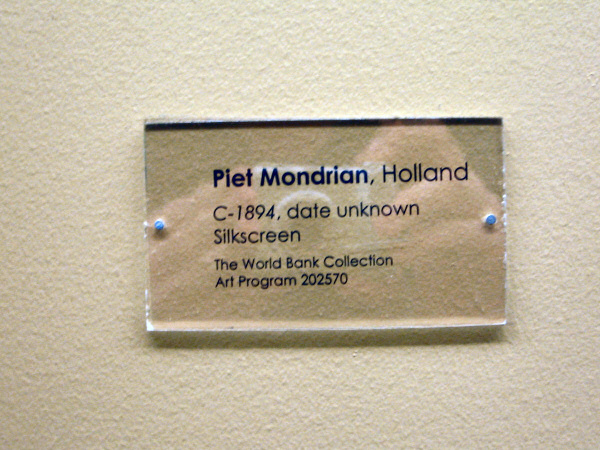 Piet Mondrian, Holland
C-1894, date unknown
Silkscreen
The World Bank Collection
Art Program 202570